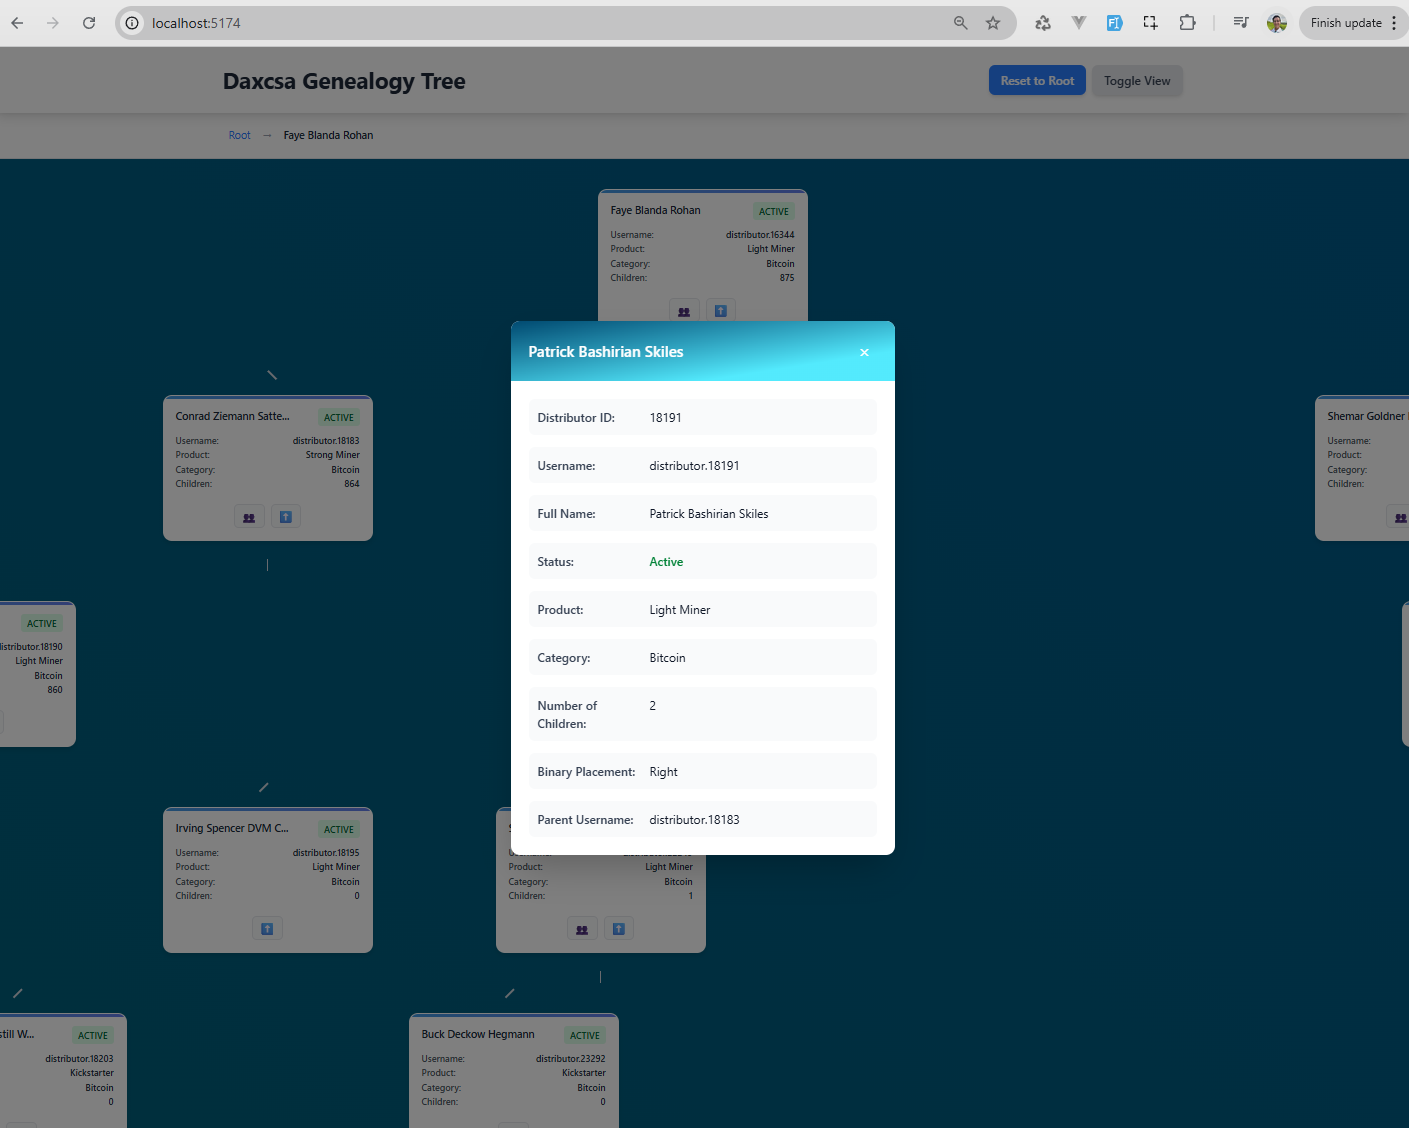 localhost:5174
Finish update
Daxcsa Genealogy Tree
Reset to Root
Toggle View
Root → Faye Blanda Rohan
Faye Blanda Rohan ACTIVE
Username: distributor.16344
Product: Light Miner
Category: Bitcoin
Children: 875
Conrad Ziemann Satte... ACTIVE
Username: distributor.18183
Product: Strong Miner
Category: Bitcoin
Children: 864
Shemar Goldner
Username:
Product:
Category:
Children:
Patrick Bashirian Skiles ×
Distributor ID: 18191
Username: distributor.18191
Full Name: Patrick Bashirian Skiles
Status: Active
Product: Light Miner
Category: Bitcoin
Number of
Children: 2
Binary Placement: Right
Parent Username: distributor.18183
ACTIVE
distributor.18190
Light Miner
Bitcoin
860
Irving Spencer DVM C... ACTIVE
Username: distributor.18195
Product: Light Miner
Category: Bitcoin
Children: 0
Product: Light Miner
Category: Bitcoin
Children: 1
still W... ACTIVE
distributor.18203
Kickstarter
Bitcoin
0
Buck Deckow Hegmann ACTIVE
Username: distributor.23292
Product: Kickstarter
Category: Bitcoin
Children: 0